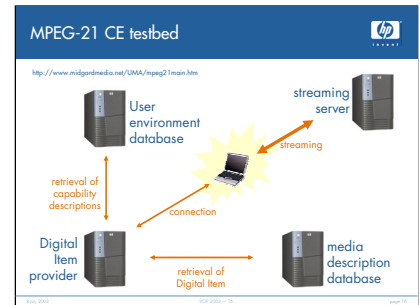 MPEG-21 CE testbed
hp
invent
http://www.midgardmedia.net/UMA/mpeg21main.htm
User
environment
database
streaming
server
streaming
retrieval of
capability
descriptions
connection
Digital
Item
provider
retrieval of
Digital Item
media
description
database